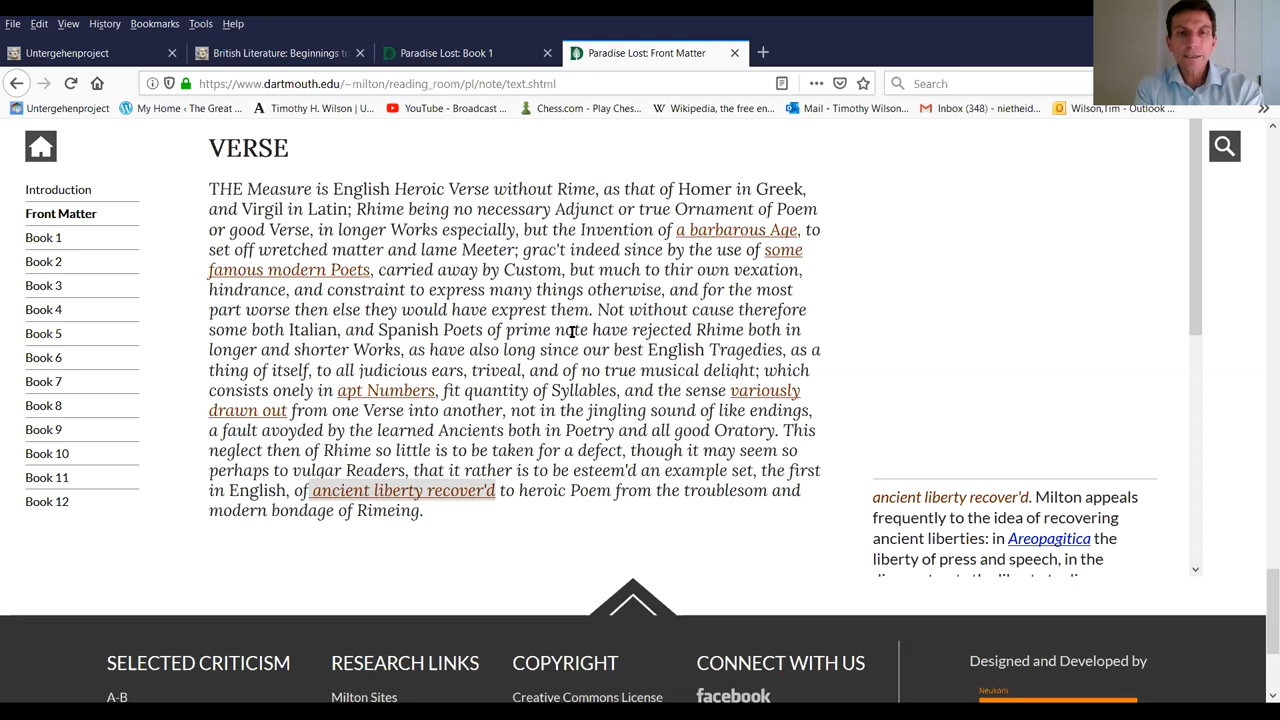 File Edit View History Bookmarks Tools Help
Untergehenproject British Literature: Beginnings to Paradise Lost: Book 1 Paradise Lost: Front Matter
https://www.dartmouth.edu/~milton/reading_room/pl/note/text.shtml Search
Untergehenproject My Home · The Great ... Timothy H. Wilson | U... YouTube - Broadcast ... Chess.com - Play Ches... Wikipedia, the free en... Mail - Timothy Wilson... Inbox (348) - nietheid... Wilson,Tim - Outlook ...
VERSE
Introduction
Front Matter
Book 1
Book 2
Book 3
Book 4
Book 5
Book 6
Book 7
Book 8
Book 9
Book 10
Book 11
Book 12
THE Measure is English Heroic Verse without Rime, as that of Homer in Greek,
and Virgil in Latin; Rhime being no necessary Adjunct or true Ornament of Poem
or good Verse, in longer Works especially, but the Invention of a barbarous Age, to
set off wretched matter and lame Meeter; grac't indeed since by the use of some
famous modern Poets, carried away by Custom, but much to thir own vexation,
hindrance, and constraint to express many things otherwise, and for the most
part worse then else they would have exprest them. Not without cause therefore
some both Italian, and Spanish Poets of prime note have rejected Rhime both in
longer and shorter Works, as have also long since our best English Tragedies, as a
thing of itself, to all judicious ears, triveal, and of no true musical delight; which
consists onely in apt Numbers, fit quantity of Syllables, and the sense variously
drawn out from one Verse into another, not in the jingling sound of like endings,
a fault avoyded by the learned Ancients both in Poetry and all good Oratory. This
neglect then of Rhime so little is to be taken for a defect, though it may seem so
perhaps to vulgar Readers, that it rather is to be esteem'd an example set, the first
in English, of ancient liberty recover'd to heroic Poem from the troublesom and
modern bondage of Rimeing.
ancient liberty recover'd. Milton appeals
frequently to the idea of recovering
ancient liberties: in Areopagitica the
liberty of press and speech, in the
SELECTED CRITICISM RESEARCH LINKS COPYRIGHT CONNECT WITH US Designed and Developed by
A-B Milton Sites Creative Commons License facebook Neukom